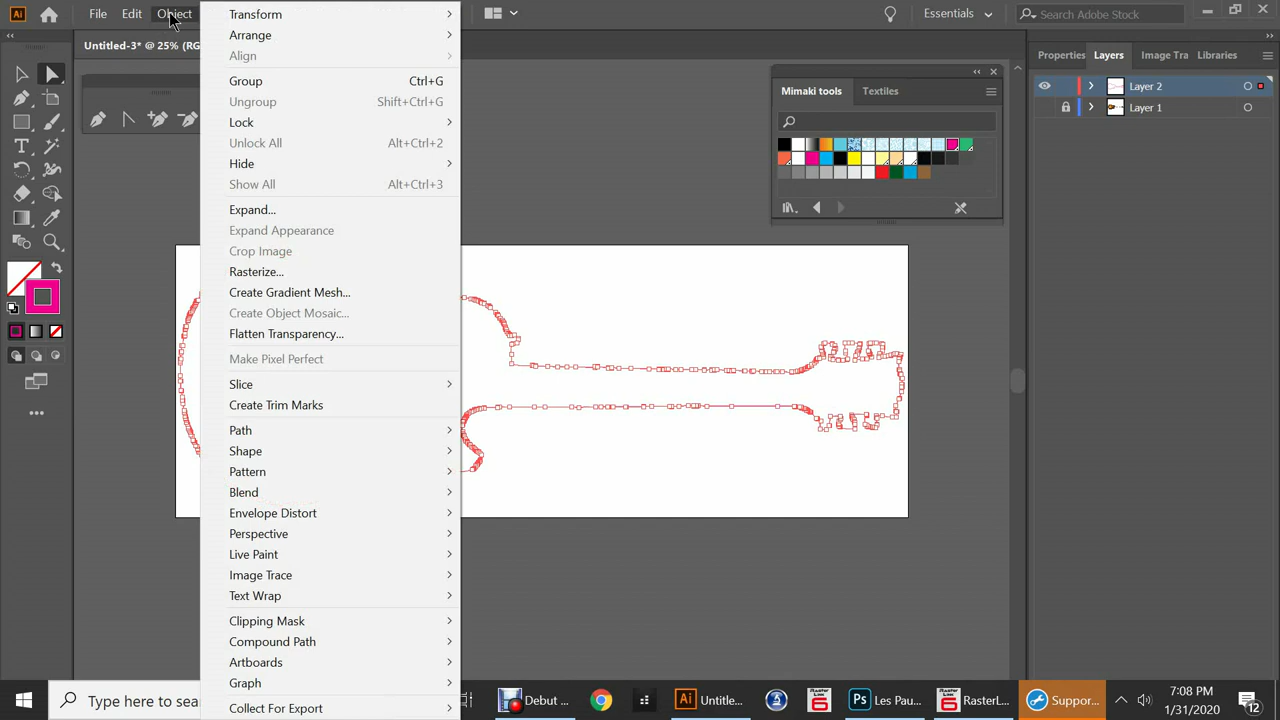 Ai File Edit Object Essentials Search Adobe Stock
Untitled-3* @ 25% (RG
Transform
Arrange
Align
Group Ctrl+G
Ungroup Shift+Ctrl+G
Lock
Unlock All Alt+Ctrl+2
Hide
Show All Alt+Ctrl+3
Expand...
Expand Appearance
Crop Image
Rasterize...
Create Gradient Mesh...
Create Object Mosaic...
Flatten Transparency...
Make Pixel Perfect
Slice
Create Trim Marks
Path
Shape
Pattern
Blend
Envelope Distort
Perspective
Live Paint
Image Trace
Text Wrap
Clipping Mask
Compound Path
Artboards
Graph
Collect For Export
Mimaki tools Textiles
Properties Layers Image Tra Libraries
Layer 2
Layer 1
Type here to sea
Debut ...
Ai Untitle...
6
Ps Les Pau...
6 RasterL...
Suppor...
7:08 PM
1/31/2020
12